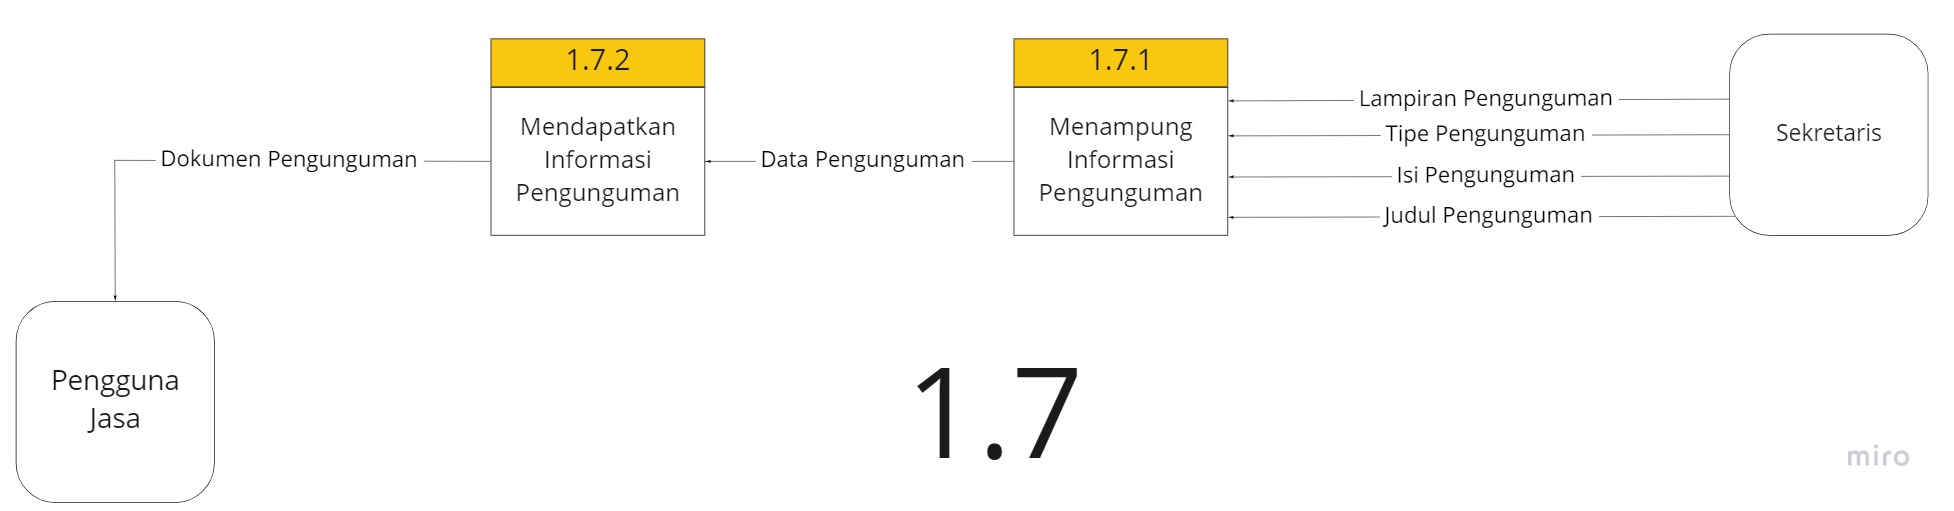 1.7.2
Mendapatkan
Informasi
Pengunguman
1.7.1
Menampung
Informasi
Pengunguman
Lampiran Pengunguman
Tipe Pengunguman
Isi Pengunguman
Judul Pengunguman
Sekretaris
Dokumen Pengunguman
Data Pengunguman
Pengguna
Jasa
1.7
miro